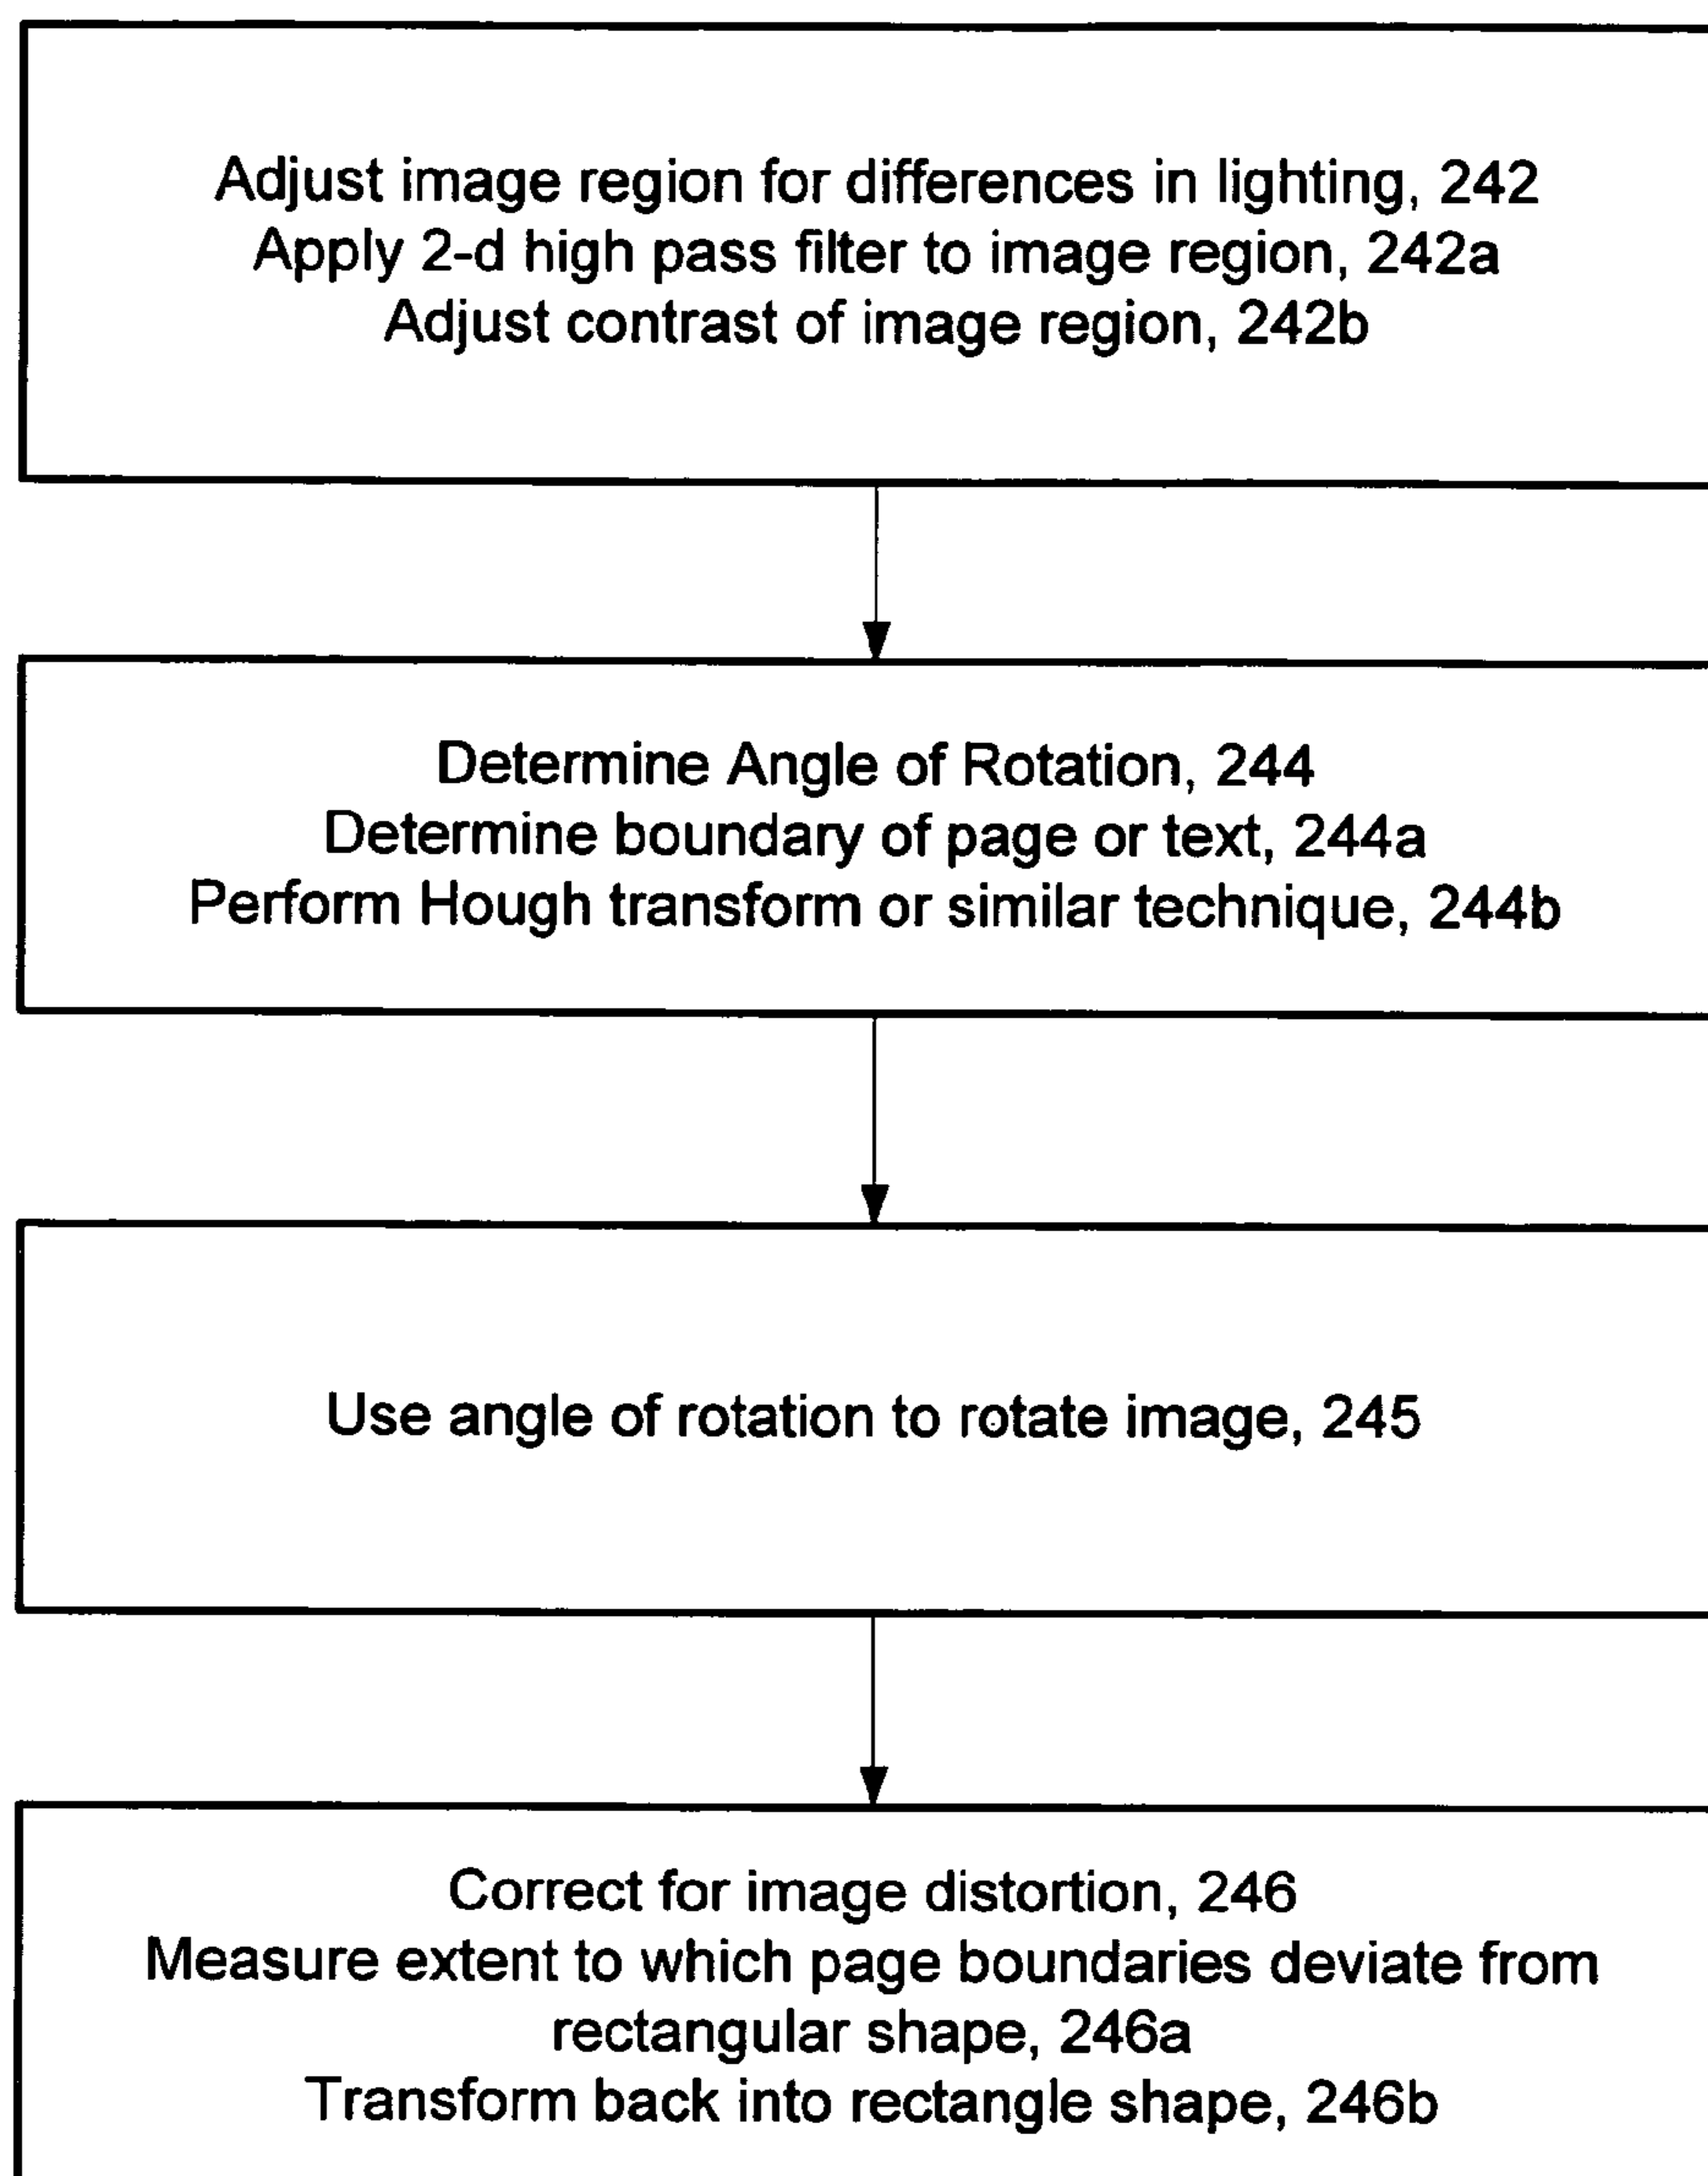 Adjust image region for differences in lighting, 242
Apply 2-d high pass filter to image region, 242a
Adjust contrast of image region, 242b
Determine Angle of Rotation, 244
Determine boundary of page or text, 244a
Perform Hough transform or similar technique, 244b
Use angle of rotation to rotate image, 245
Correct for image distortion, 246
Measure extent to which page boundaries deviate from
rectangular shape, 246a
Transform back into rectangle shape, 246b